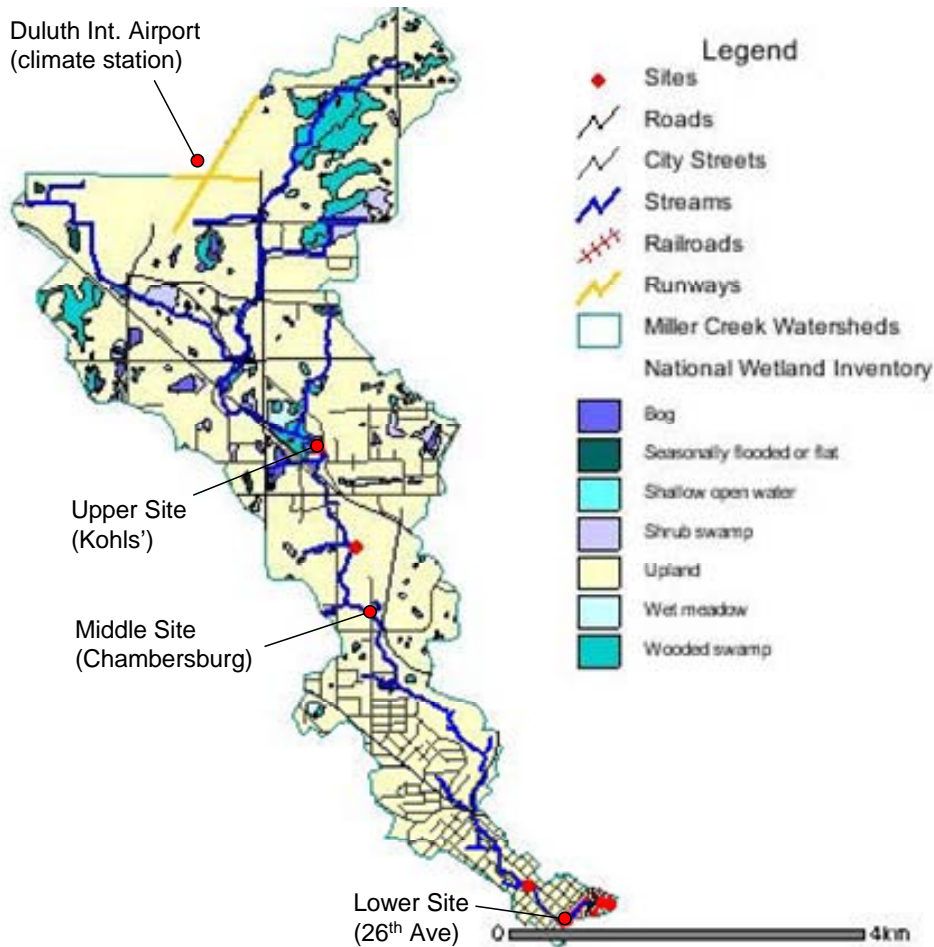 Duluth Int. Airport
(climate station)
Legend
Sites
Roads
City Streets
Streams
Railroads
Runways
Miller Creek Watersheds
National Wetland Inventory
Bog
Seasonally flooded or flat
Shallow open water
Shrub swamp
Upland
Wet meadow
Wooded swamp
Upper Site
(Kohls')
Middle Site
(Chambersburg)
Lower Site
(26th Ave)
0 4km